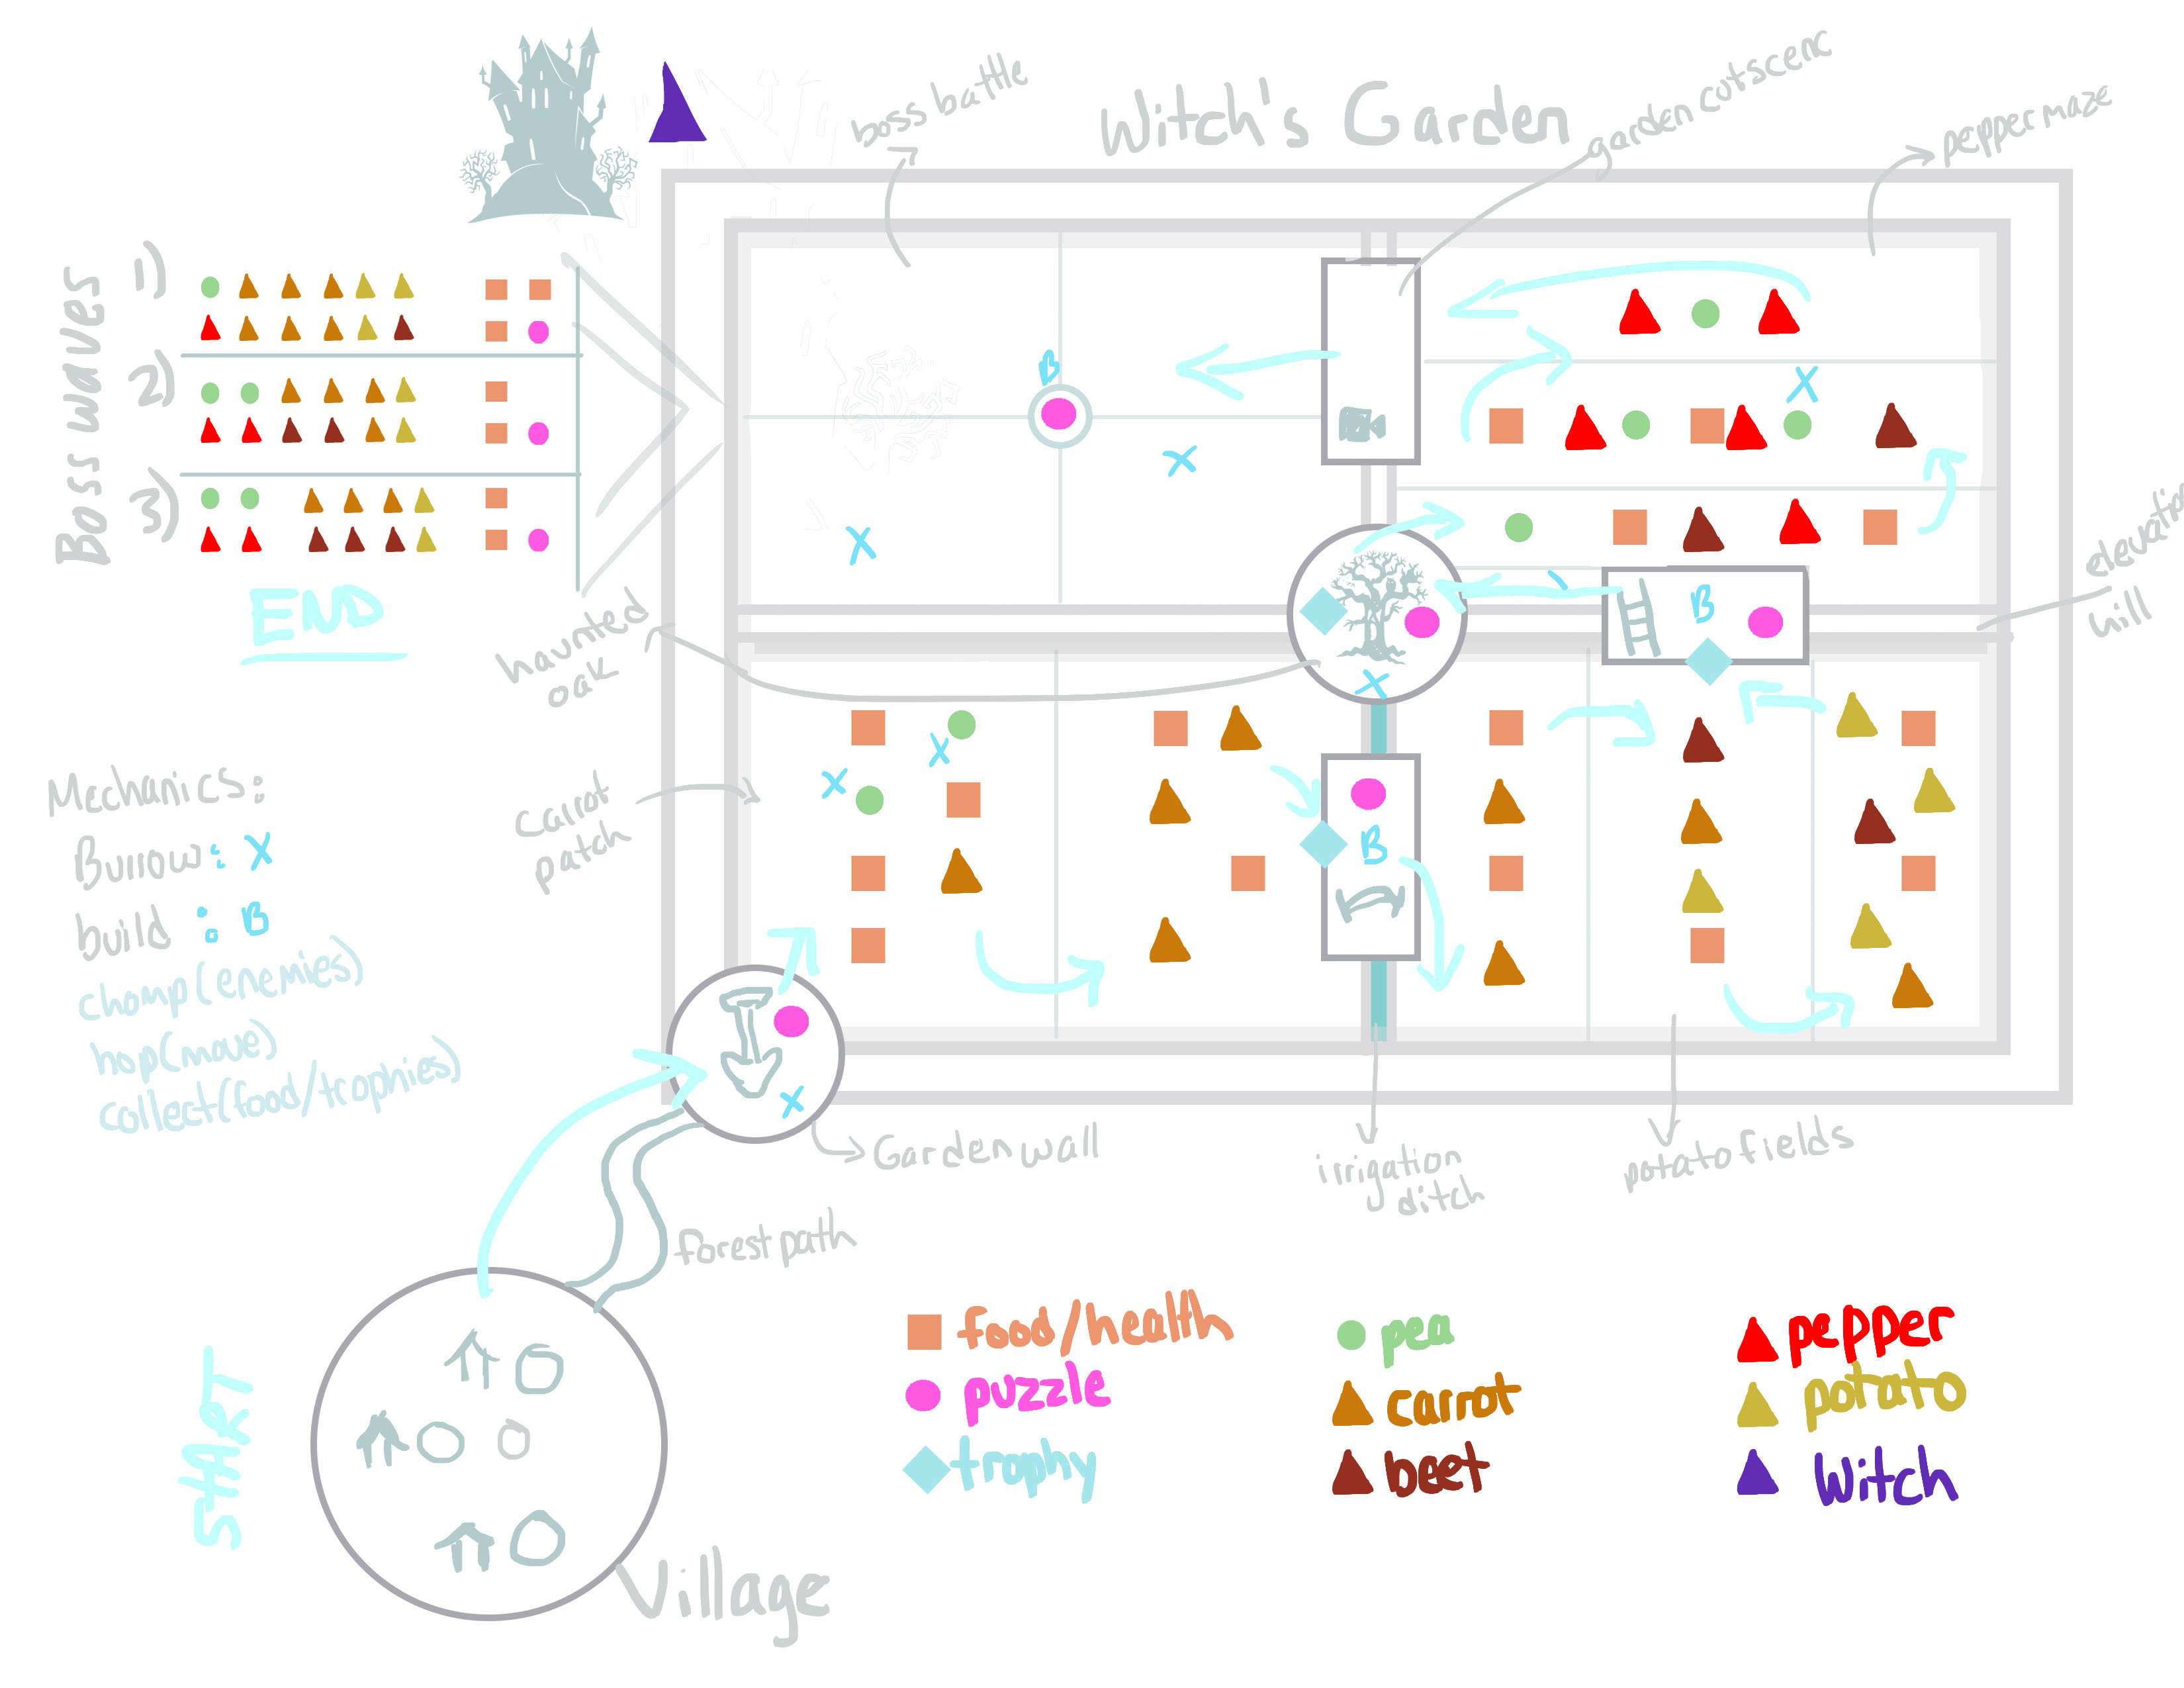 Witch's Garden
boss battle
garden cutscene
pepper maze
Boss waves
1)
2)
3)
END
B
X
X
X
haunted
oak
elevation
hill
B
X
X
X
B
carrot
patch
Mechanics:
Burrow: X
build : B
chomp(enemies)
hop(move)
collect(food/trophies)
X
Garden wall
irrigation
ditch
potato fields
forest path
START
Village
food/health
puzzle
trophy
pea
carrot
beet
pepper
potato
Witch